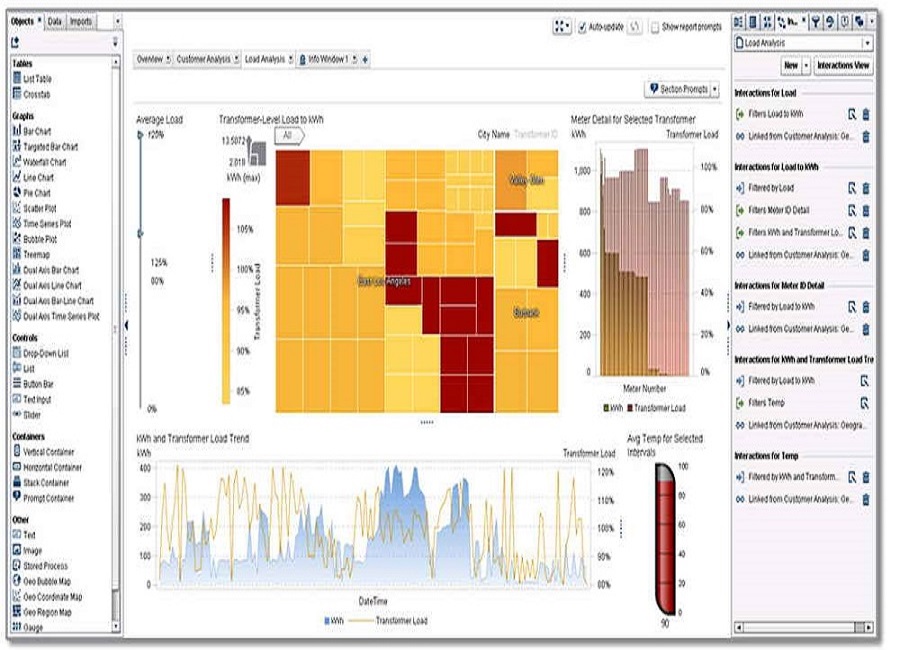 Objects
Data
Imports
Tables
List Table
Crosstab
Graphs
Bar Chart
Targeted Bar Chart
Waterfall Chart
Line Chart
Pie Chart
Scatter Plot
Time Series Plot
Bubble Plot
Treemap
Dual Axis Bar Chart
Dual Axis Line Chart
Dual Axis Bar-Line Chart
Dual Axis Time Series Plot
Controls
Drop-Down List
List
Button Bar
Text Input
Slider
Containers
Vertical Container
Horizontal Container
Stack Container
Prompt Container
Other
Text
Image
Stored Process
Geo Bubble Map
Geo Coordinate Map
Geo Region Map
Gauge
Auto-update
Show report prompts
Overview
Customer Analysis
Load Analysis
Info Window 1
Section Prompts
Average Load
120%
125%
80%
0%
Transformer-Level Load to kWh
13.5072
2.018
kWh (max)
All
City Name Transformer ID
105%
100%
95%
90%
85%
Transformer Load
East Los Angeles
Burbank
Meter Detail for Selected Transformer
kWh
Transformer Load
1,000
800
600
400
200
0
100%
80%
60%
40%
20%
0%
Meter Number
kWh
Transformer Load
kWh and Transformer Load Trend
kWh
Transformer Load
400
300
200
100
0
120%
110%
100%
90%
80%
DateTime
kWh
Transformer Load
Avg Temp for Selected
Intervals
100
80
60
40
20
0
90
In...
Load Analysis
New
Interactions View
Interactions for Load
Filters Load to kWh
Linked from Customer Analysis: Ge...
Interactions for Load to kWh
Filtered by Load
Filters Meter ID Detail
Filters KWh and Transformer Lo...
Linked from Customer Analysis: Ge...
Interactions for Meter ID Detail
Filtered by Load to kWh
Linked from Customer Analysis: Ge...
Interactions for KWh and Transformer Load Tre
Filtered by Load to kWh
Filters Temp
Linked from Customer Analysis: Geogra...
Interactions for Temp
Filtered by kWh and Transform...
Linked from Customer Analysis: Ge...